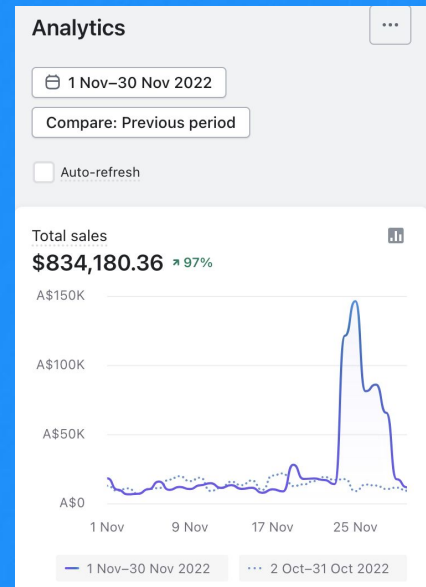 Analytics
1 Nov–30 Nov 2022
Compare: Previous period
Auto-refresh
Total sales
$834,180.36 97%
A$150K
A$100K
A$50K
A$0
1 Nov 9 Nov 17 Nov 25 Nov
1 Nov–30 Nov 2022 2 Oct–31 Oct 2022